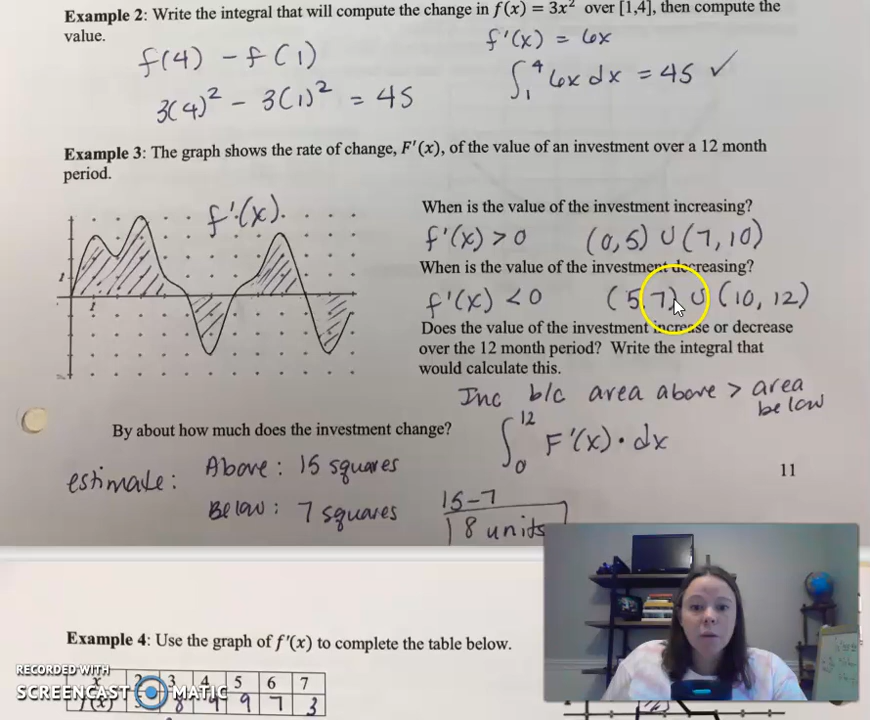 Example 2: Write the integral that will compute the change in f(x) = 3x² over [1,4], then compute the
value.
f(4) - f(1)
f'(x) = 6x
3(4)² - 3(1)² = 45
∫₁⁴ 6x dx = 45 ✓
Example 3: The graph shows the rate of change, F'(x), of the value of an investment over a 12 month
period.
f'(x).
1
1
When is the value of the investment increasing?
f'(x) > 0 (0,5) ∪ (7,10)
When is the value of the investment decreasing?
f'(x) < 0 (5,7) ∪ (10,12)
Does the value of the investment increase or decrease
over the 12 month period? Write the integral that
would calculate this.
Inc b/c area above > area
below
∫₀¹² F'(x) · dx
By about how much does the investment change?
estimate: Above: 15 squares
Below: 7 squares
15-7
8 units
11
Example 4: Use the graph of f'(x) to complete the table below.
x 2 3 4 5 6 7
f(x) 8 9 9 7 3
RECORDED WITH
SCREENCAST MATIC